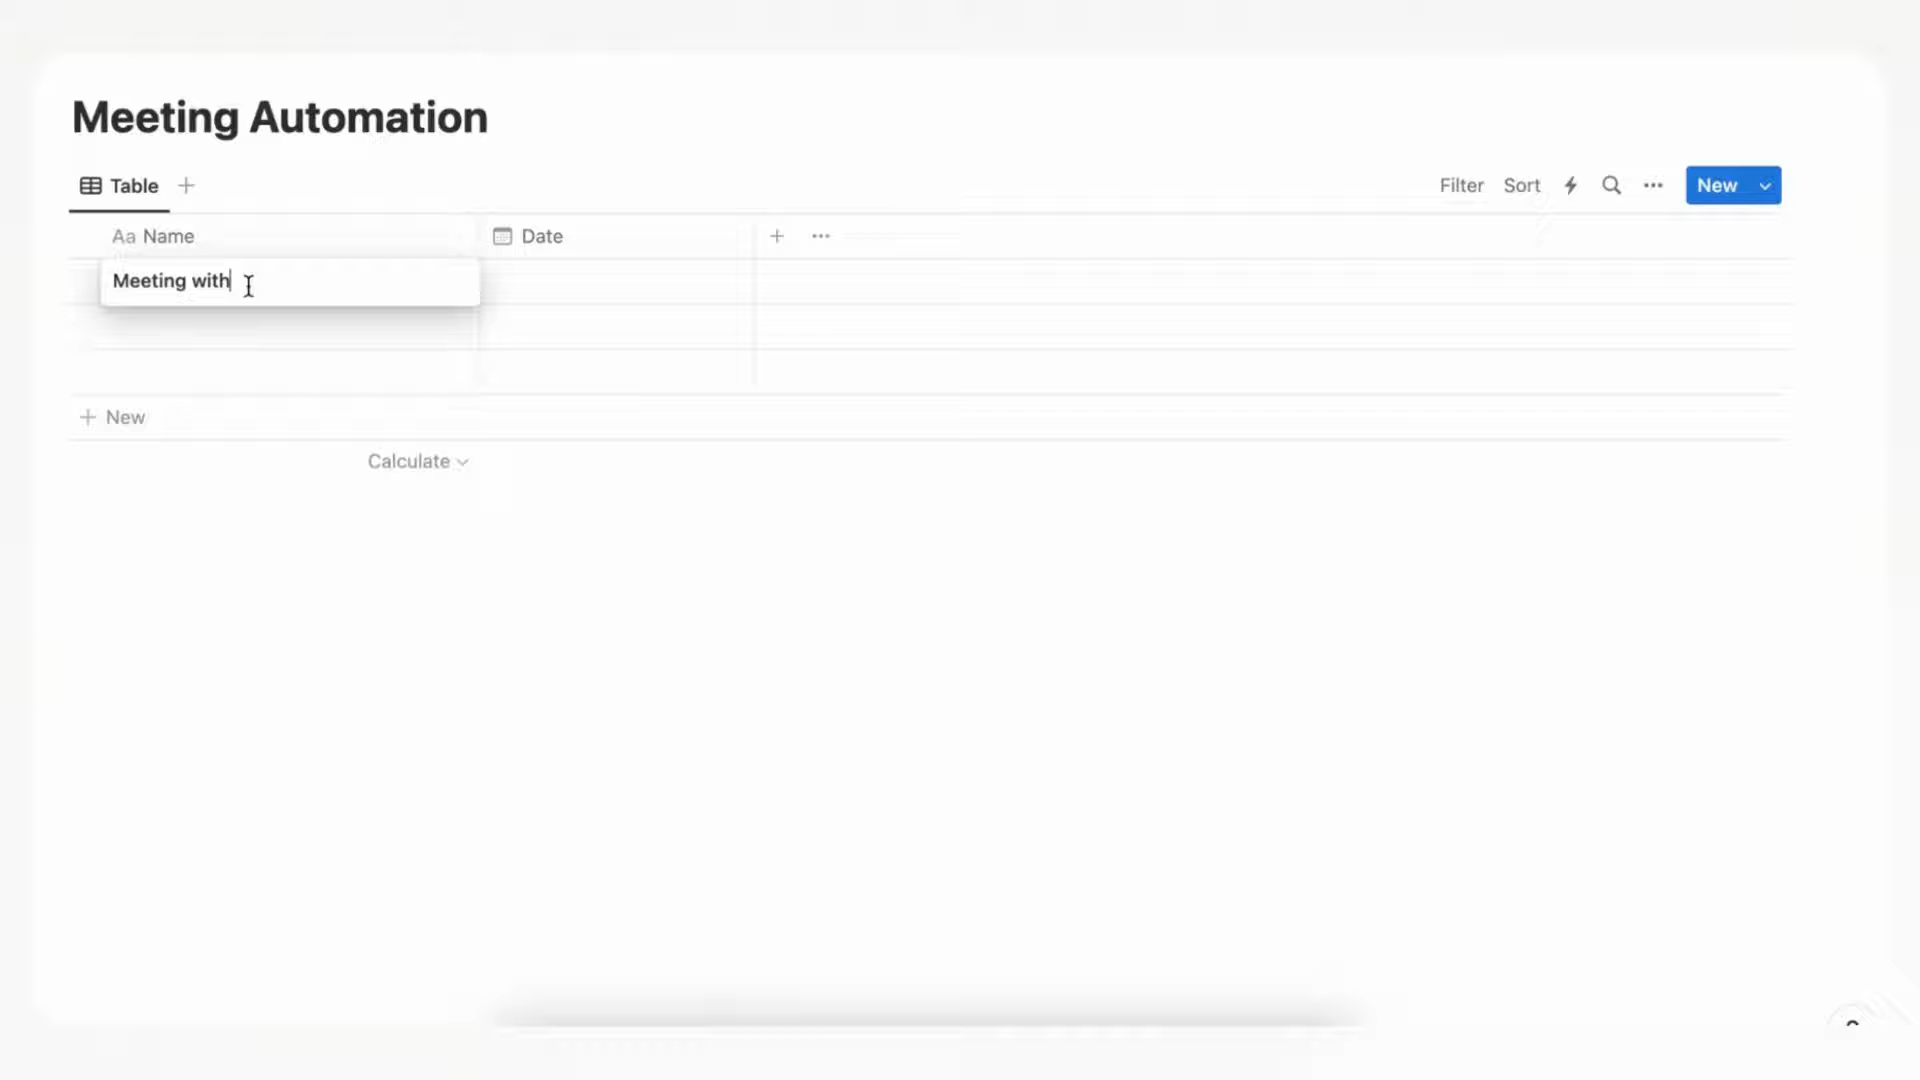 Meeting Automation
Table
Filter Sort New
Aa Name Date
Meeting with
New
Calculate